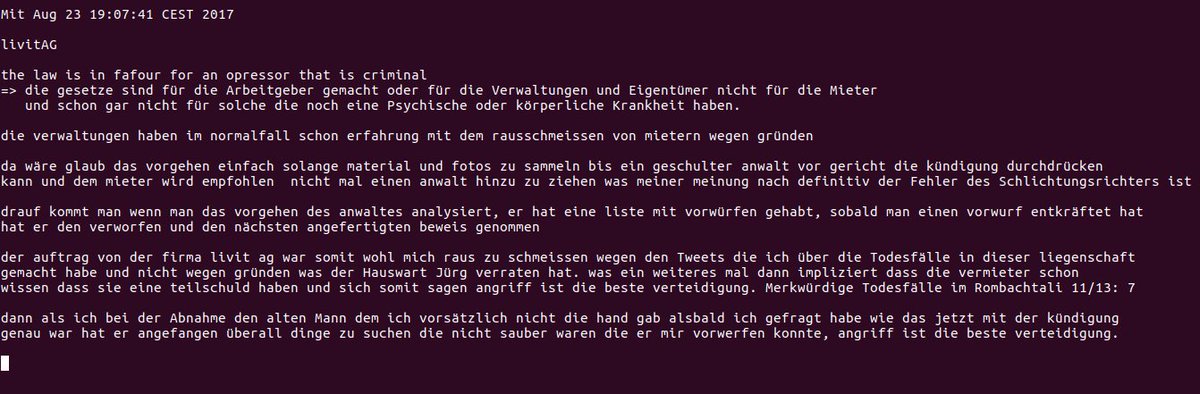 Mit Aug 23 19:07:41 CEST 2017
livitAG
the law is in fafour for an opressor that is criminal
=> die gesetze sind für die Arbeitgeber gemacht oder für die Verwaltungen und Eigentümer nicht für die Mieter
und schon gar nicht für solche die noch eine Psychische oder körperliche Krankheit haben.
die verwaltungen haben im normalfall schon erfahrung mit dem rausschmeissen von mietern wegen gründen
da wäre glaub das vorgehen einfach solange material und fotos zu sammeln bis ein geschulter anwalt vor gericht die kündigung durchdrücken
kann und dem mieter wird empfohlen  nicht mal einen anwalt hinzu zu ziehen was meiner meinung nach definitiv der Fehler des Schlichtungsrichters ist
drauf kommt man wenn man das vorgehen des anwaltes analysiert, er hat eine liste mit vorwürfen gehabt, sobald man einen vorwurf entkräftet hat
hat er den verworfen und den nächsten angefertigten beweis genommen
der auftrag von der firma livit ag war somit wohl mich raus zu schmeissen wegen den Tweets die ich über die Todesfälle in dieser liegenschaft
gemacht habe und nicht wegen gründen was der Hauswart Jürg verraten hat. was ein weiteres mal dann impliziert dass die vermieter schon
wissen dass sie eine teilschuld haben und sich somit sagen angriff ist die beste verteidigung. Merkwürdige Todesfälle im Rombachtali 11/13: 7
dann als ich bei der Abnahme den alten Mann dem ich vorsätzlich nicht die hand gab alsbald ich gefragt habe wie das jetzt mit der kündigung
genau war hat er angefangen überall dinge zu suchen die nicht sauber waren die er mir vorwerfen konnte, angriff ist die beste verteidigung.